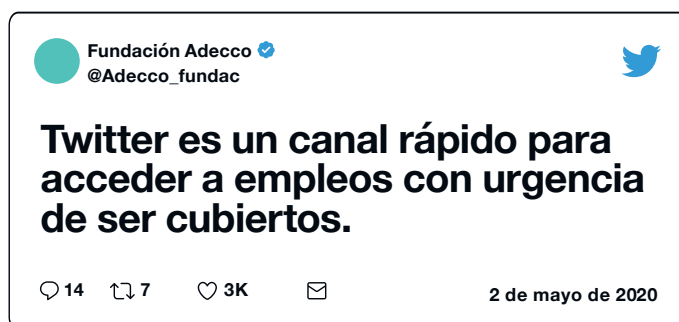 Fundación Adecco
@Adecco_fundac
Twitter es un canal rápido para
acceder a empleos con urgencia
de ser cubiertos.
14 7 3K 2 de mayo de 2020